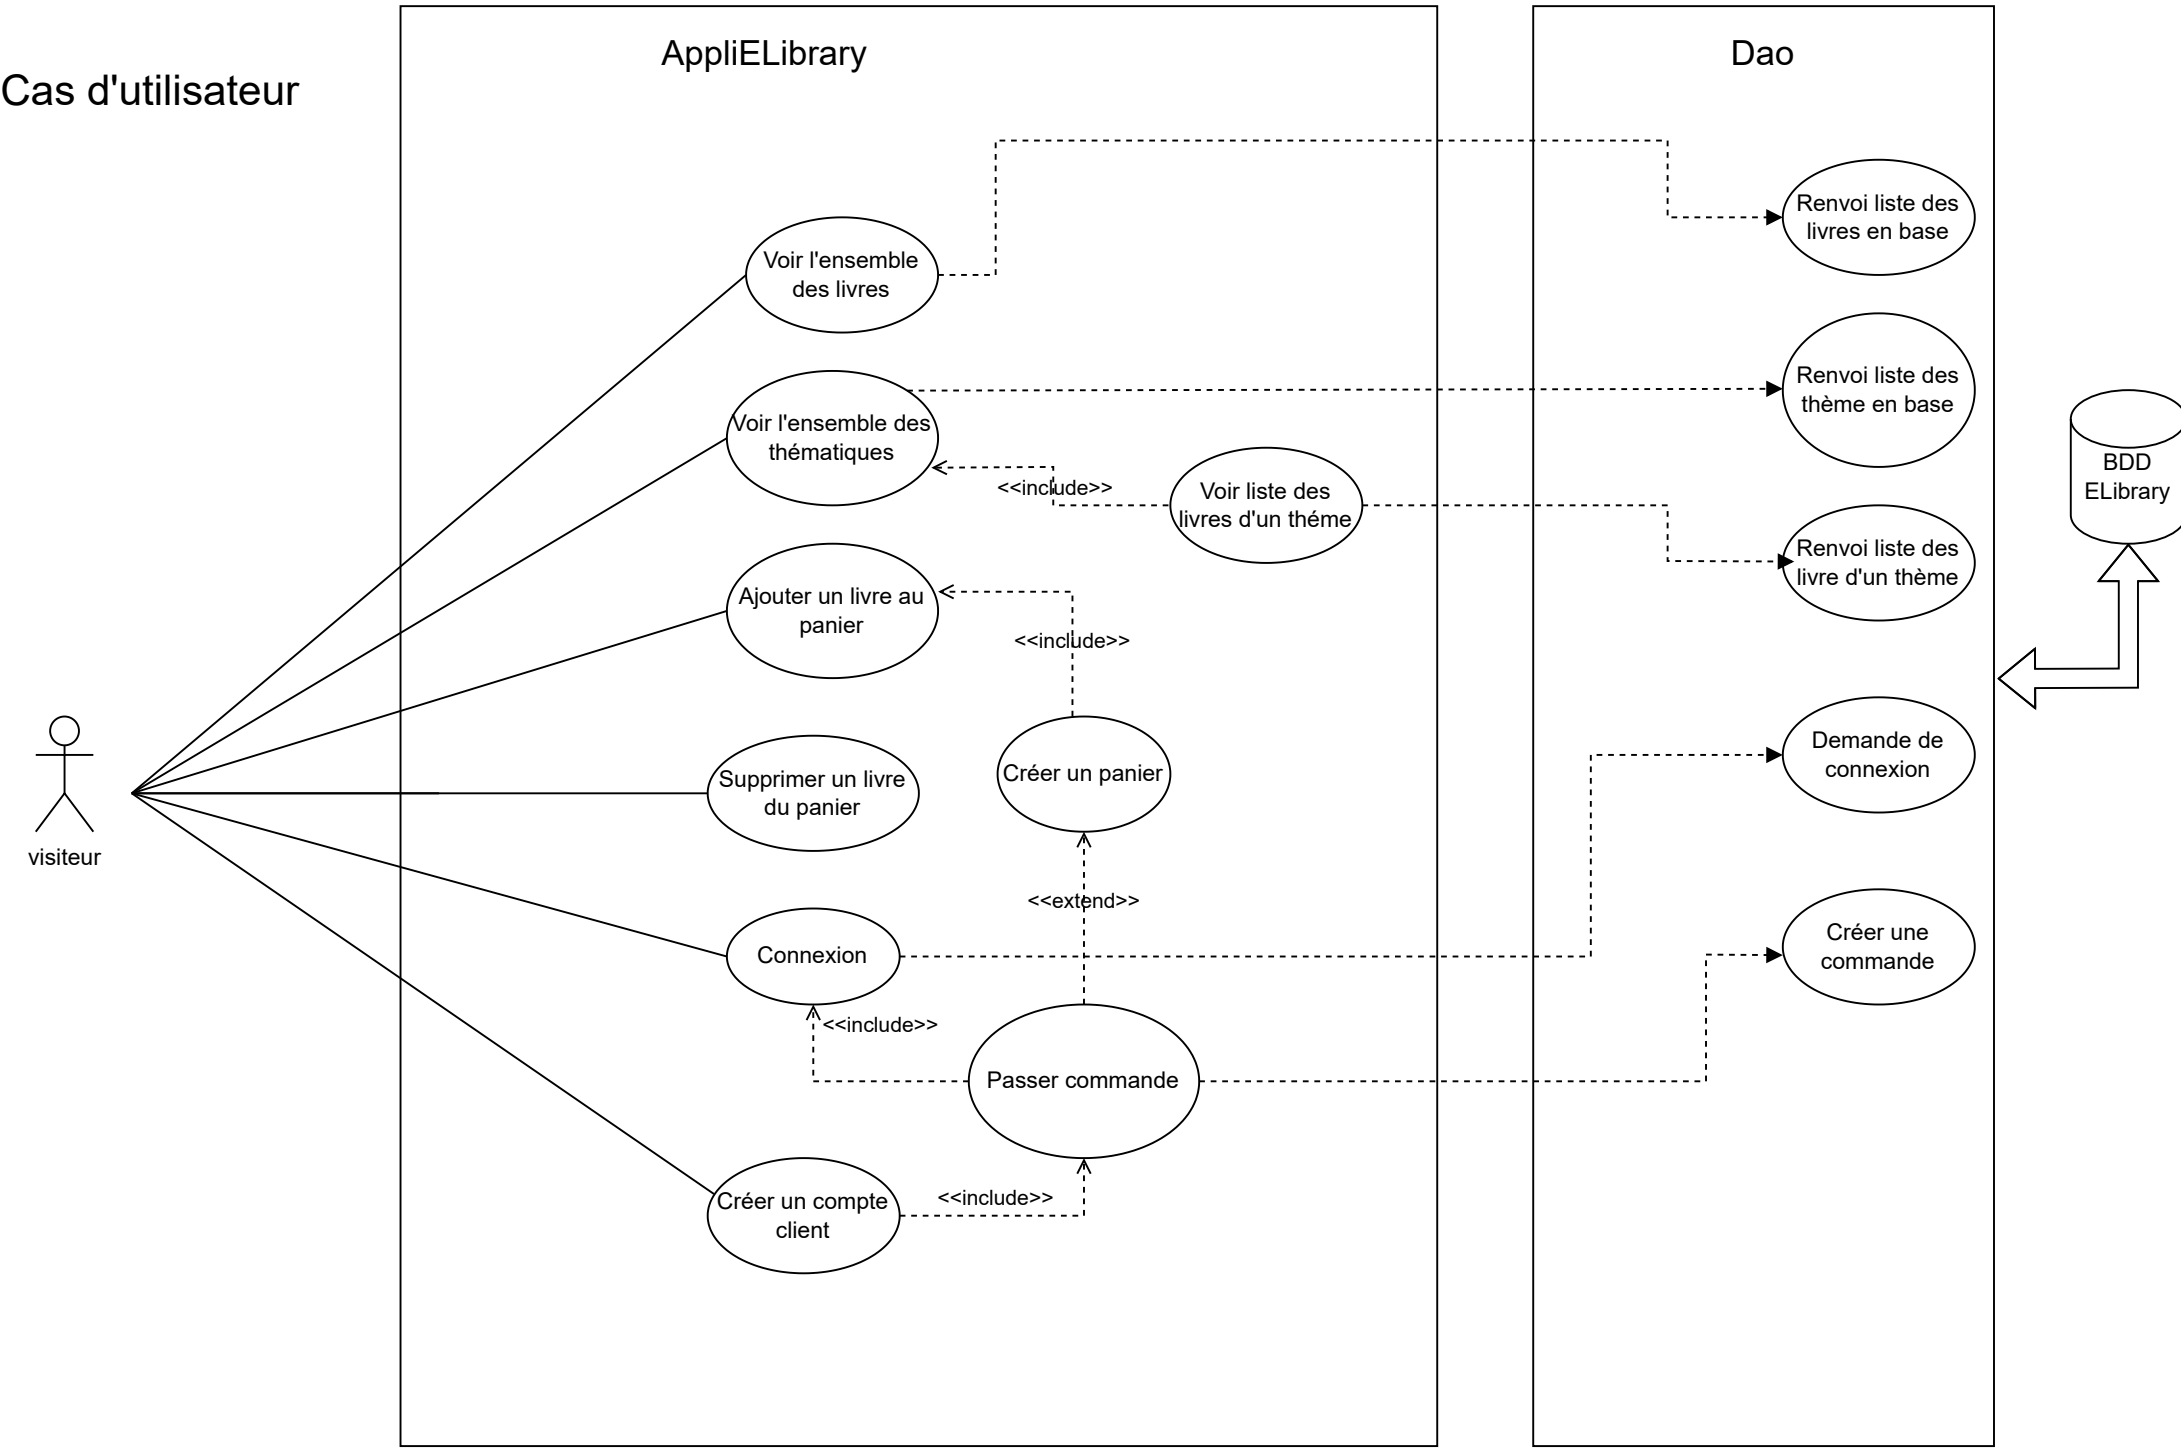 AppliELibrary
Dao
Cas d'utilisateur
Renvoi liste des
livres en base
Voir l'ensemble
des livres
Renvoi liste des
thème en base
Voir l'ensemble des
thématiques
BDD
ELibrary
<<include>>
Voir liste des
livres d'un théme
Renvoi liste des
livre d'un thème
Ajouter un livre au
panier
<<include>>
Demande de
connexion
Supprimer un livre
du panier
Créer un panier
visiteur
<<extend>>
Créer une
commande
Connexion
<<include>>
Passer commande
Créer un compte
client
<<include>>